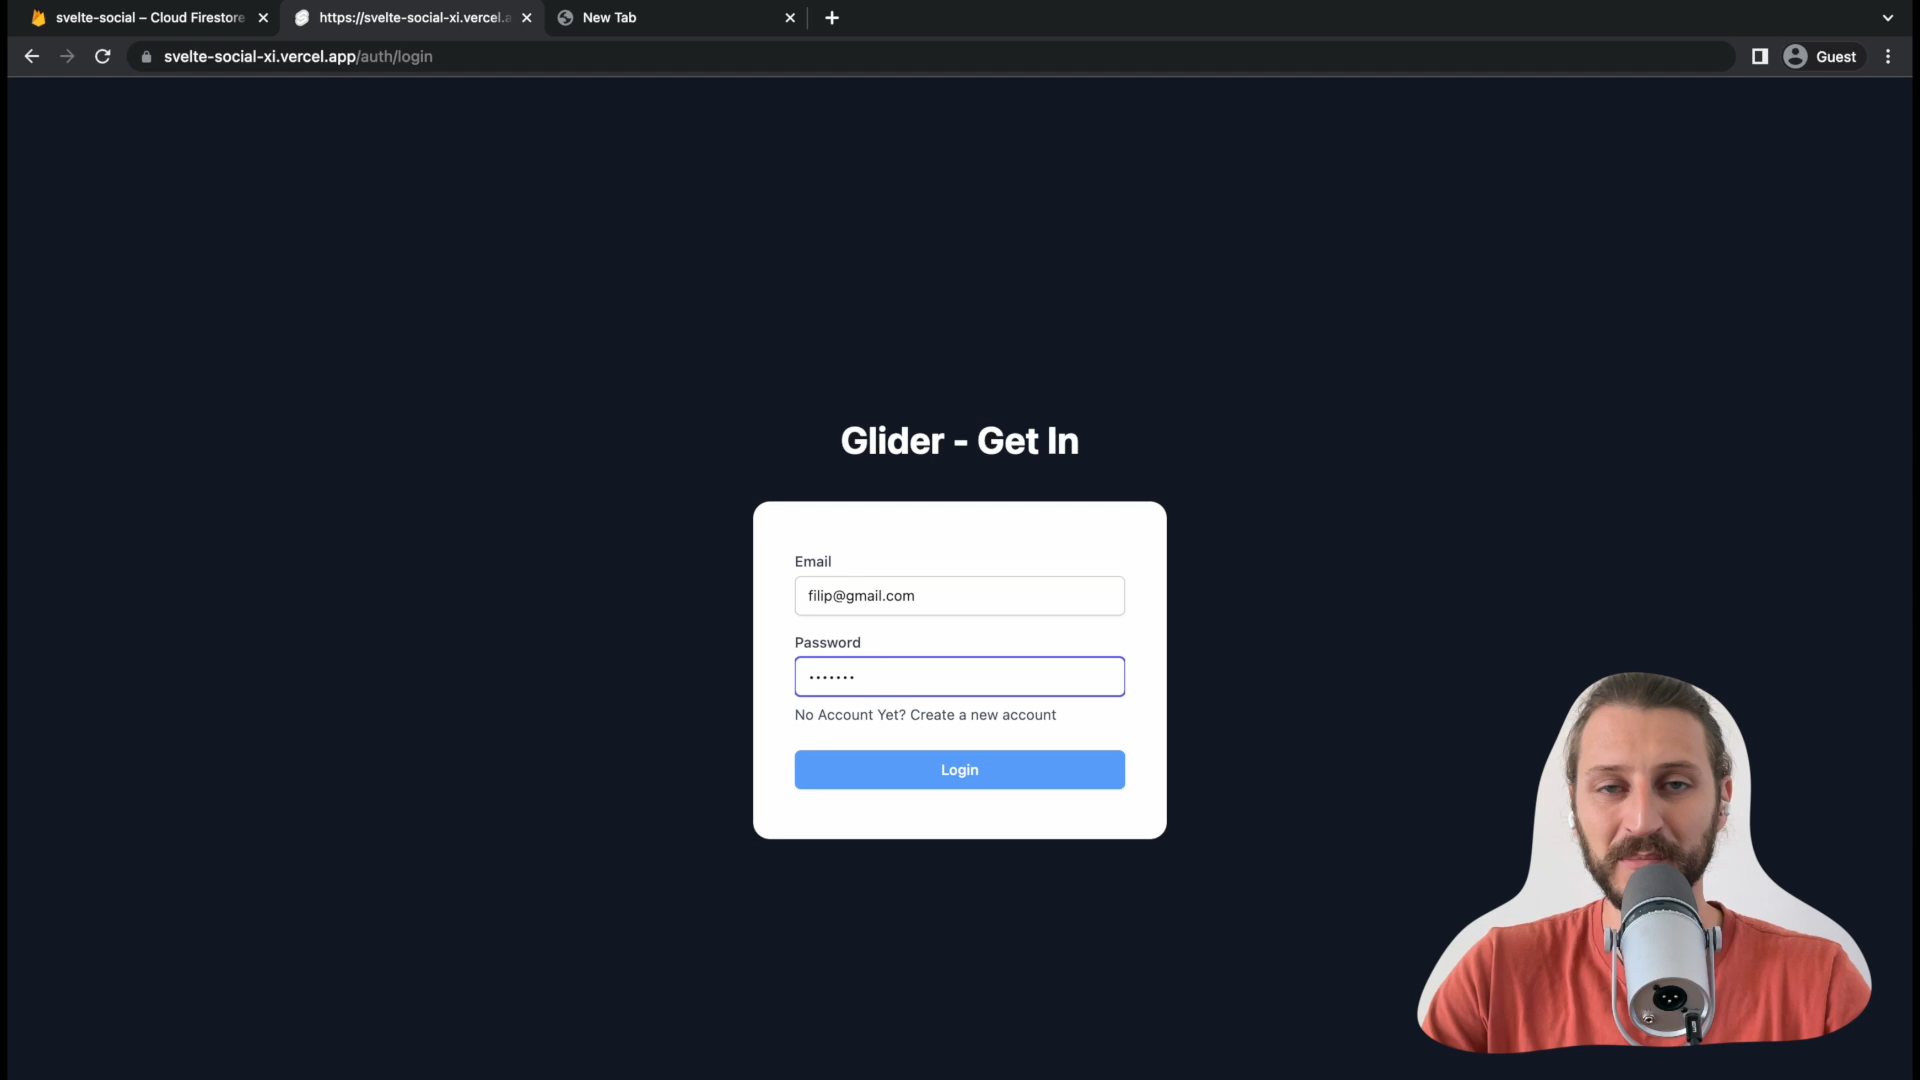 svelte-social – Cloud Firestore
https://svelte-social-xi.vercel.a
New Tab
svelte-social-xi.vercel.app/auth/login
Guest
Glider - Get In
Email
filip@gmail.com
Password
•••••••
No Account Yet? Create a new account
Login